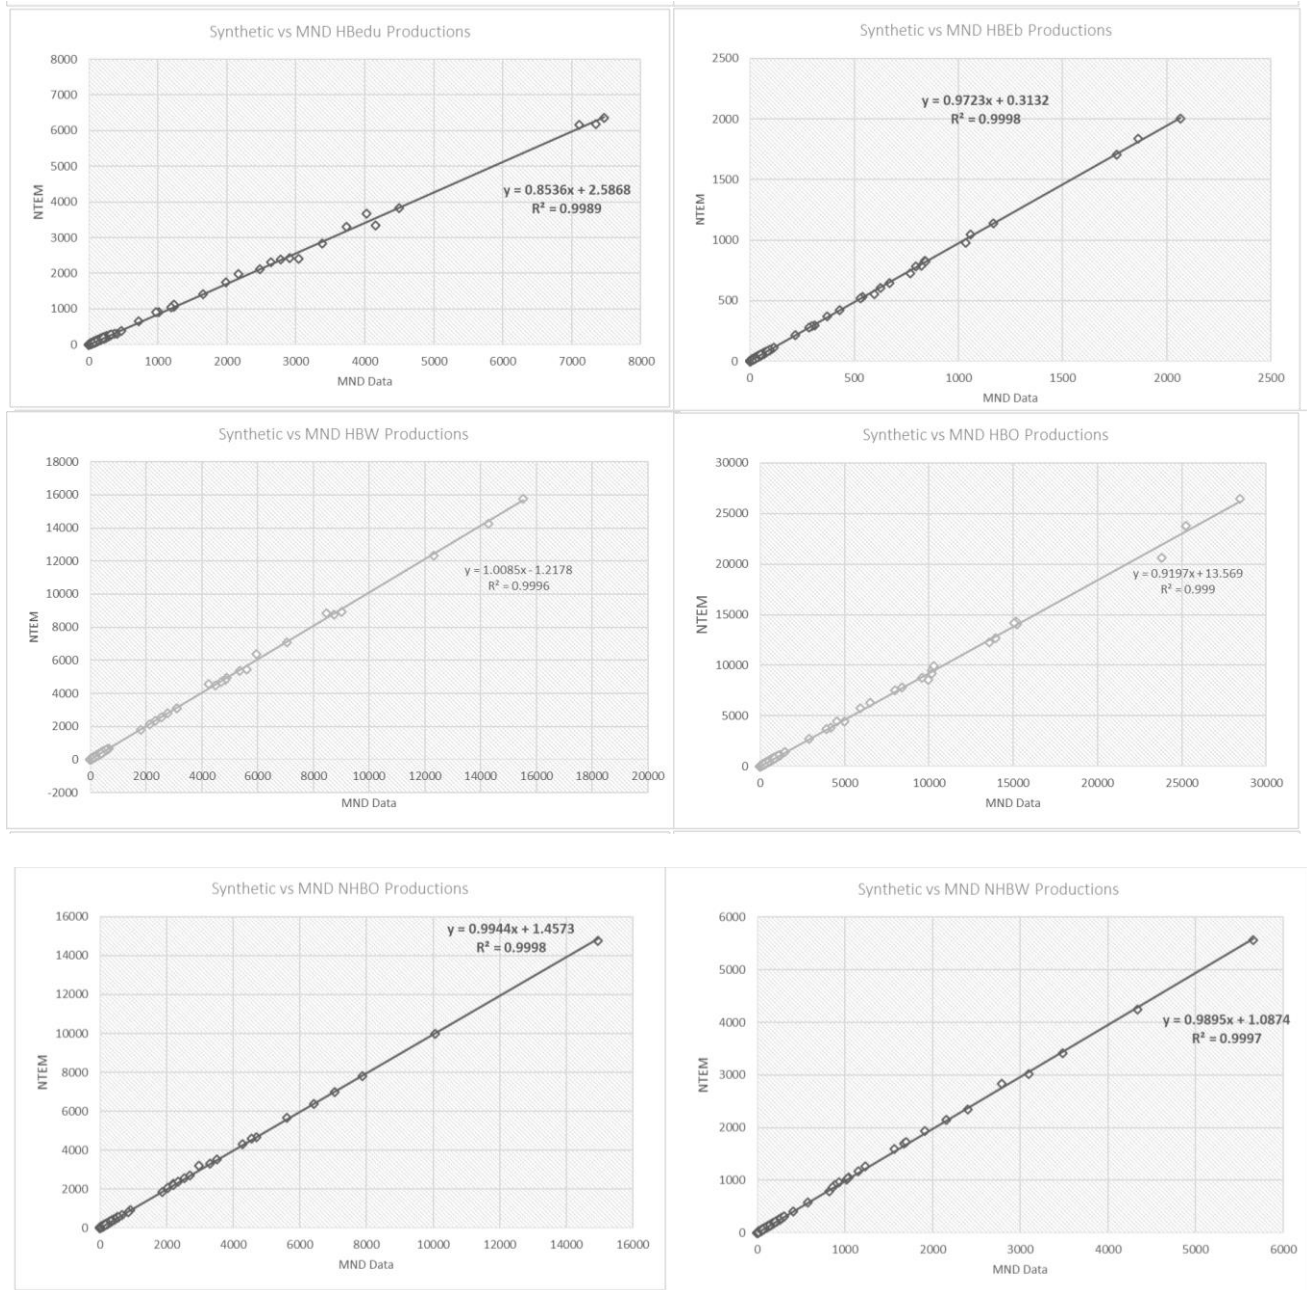 Synthetic vs MND HBedu Productions
8000
7000
6000
5000
4000
3000
2000
1000
0
NTEM
y = 0.8536x + 2.5868
R² = 0.9989
0 1000 2000 3000 4000 5000 6000 7000 8000
MND Data
Synthetic vs MND HBEb Productions
2500
2000
1500
1000
500
0
NTEM
y = 0.9723x + 0.3132
R² = 0.9998
0 500 1000 1500 2000 2500
MND Data
Synthetic vs MND HBW Productions
18000
16000
14000
12000
10000
8000
6000
4000
2000
0
-2000
NTEM
y = 1.0085x - 1.2178
R² = 0.9996
0 2000 4000 6000 8000 10000 12000 14000 16000 18000 20000
MND Data
Synthetic vs MND HBO Productions
30000
25000
20000
15000
10000
5000
0
NTEM
y = 0.9197x + 13.569
R² = 0.999
0 5000 10000 15000 20000 25000 30000
MND Data
Synthetic vs MND NHBO Productions
16000
14000
12000
10000
8000
6000
4000
2000
0
NTEM
y = 0.9944x + 1.4573
R² = 0.9998
0 2000 4000 6000 8000 10000 12000 14000 16000
MND Data
Synthetic vs MND NHBW Productions
6000
5000
4000
3000
2000
1000
0
NTEM
y = 0.9895x + 1.0874
R² = 0.9997
0 1000 2000 3000 4000 5000 6000
MND Data